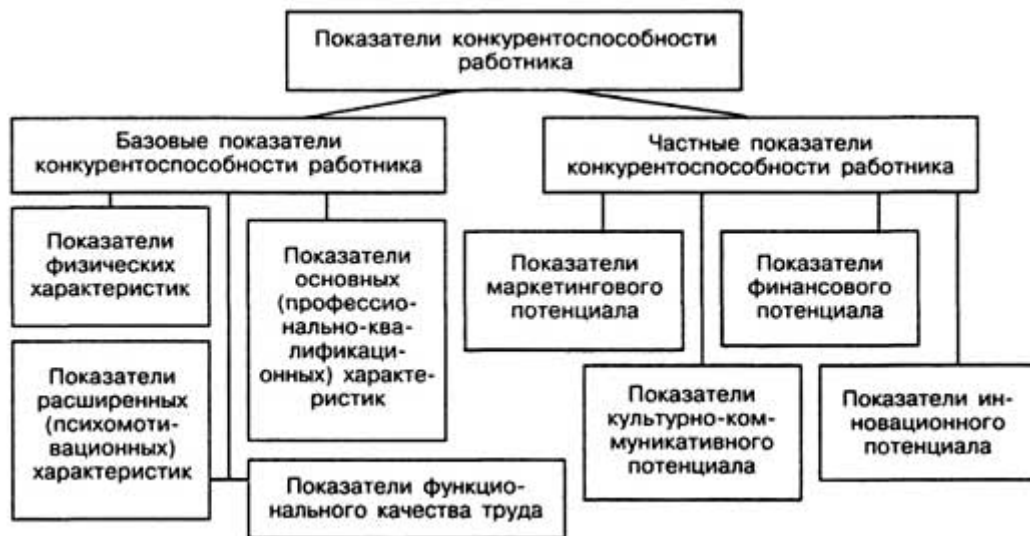 Показатели конкурентоспособности
работника
Базовые показатели
конкурентоспособности работника
Частные показатели
конкурентоспособности работника
Показатели
физических
характеристик
Показатели
основных
(профессио-
нально-ква-
лификаци-
онных) характе-
ристик
Показатели
маркетингового
потенциала
Показатели
финансового
потенциала
Показатели
расширенных
(психомоти-
вационных)
характеристик
Показатели
культурно-ком-
муникативного
потенциала
Показатели ин-
новационного
потенциала
Показатели функцио-
нального качества труда